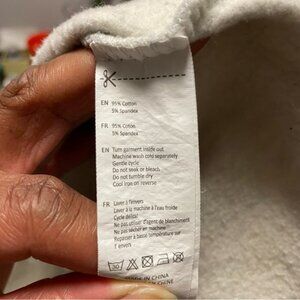 EN 95% Cotton
5% Spandex
FR 95% Cotton
5% Spandex
EN Turn garment inside out
Machine wash cold separately
Gentle cycle
Do not soak or bleach.
Do not tumble dry
Cool iron on reverse
FR Laver à l'envers
Laver à la machine à l'eau froide
Cycle délicat
Ne pas utiliser d'agent de blanchiment
Ne pas sécher en machine
Repasser à basse température
sur l'envers
30
MADE IN CHINA
CHINE